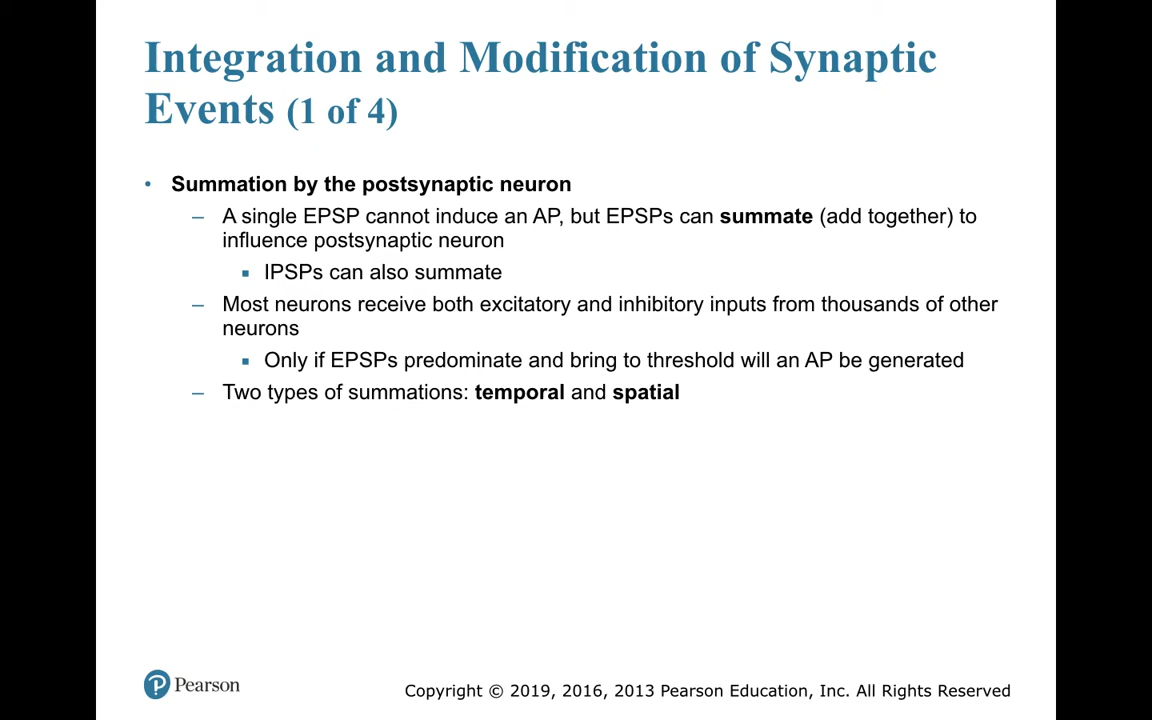 Integration and Modification of Synaptic
Events (1 of 4)
• Summation by the postsynaptic neuron
– A single EPSP cannot induce an AP, but EPSPs can summate (add together) to
influence postsynaptic neuron
▪ IPSPs can also summate
– Most neurons receive both excitatory and inhibitory inputs from thousands of other
neurons
▪ Only if EPSPs predominate and bring to threshold will an AP be generated
– Two types of summations: temporal and spatial
P Pearson
Copyright © 2019, 2016, 2013 Pearson Education, Inc. All Rights Reserved